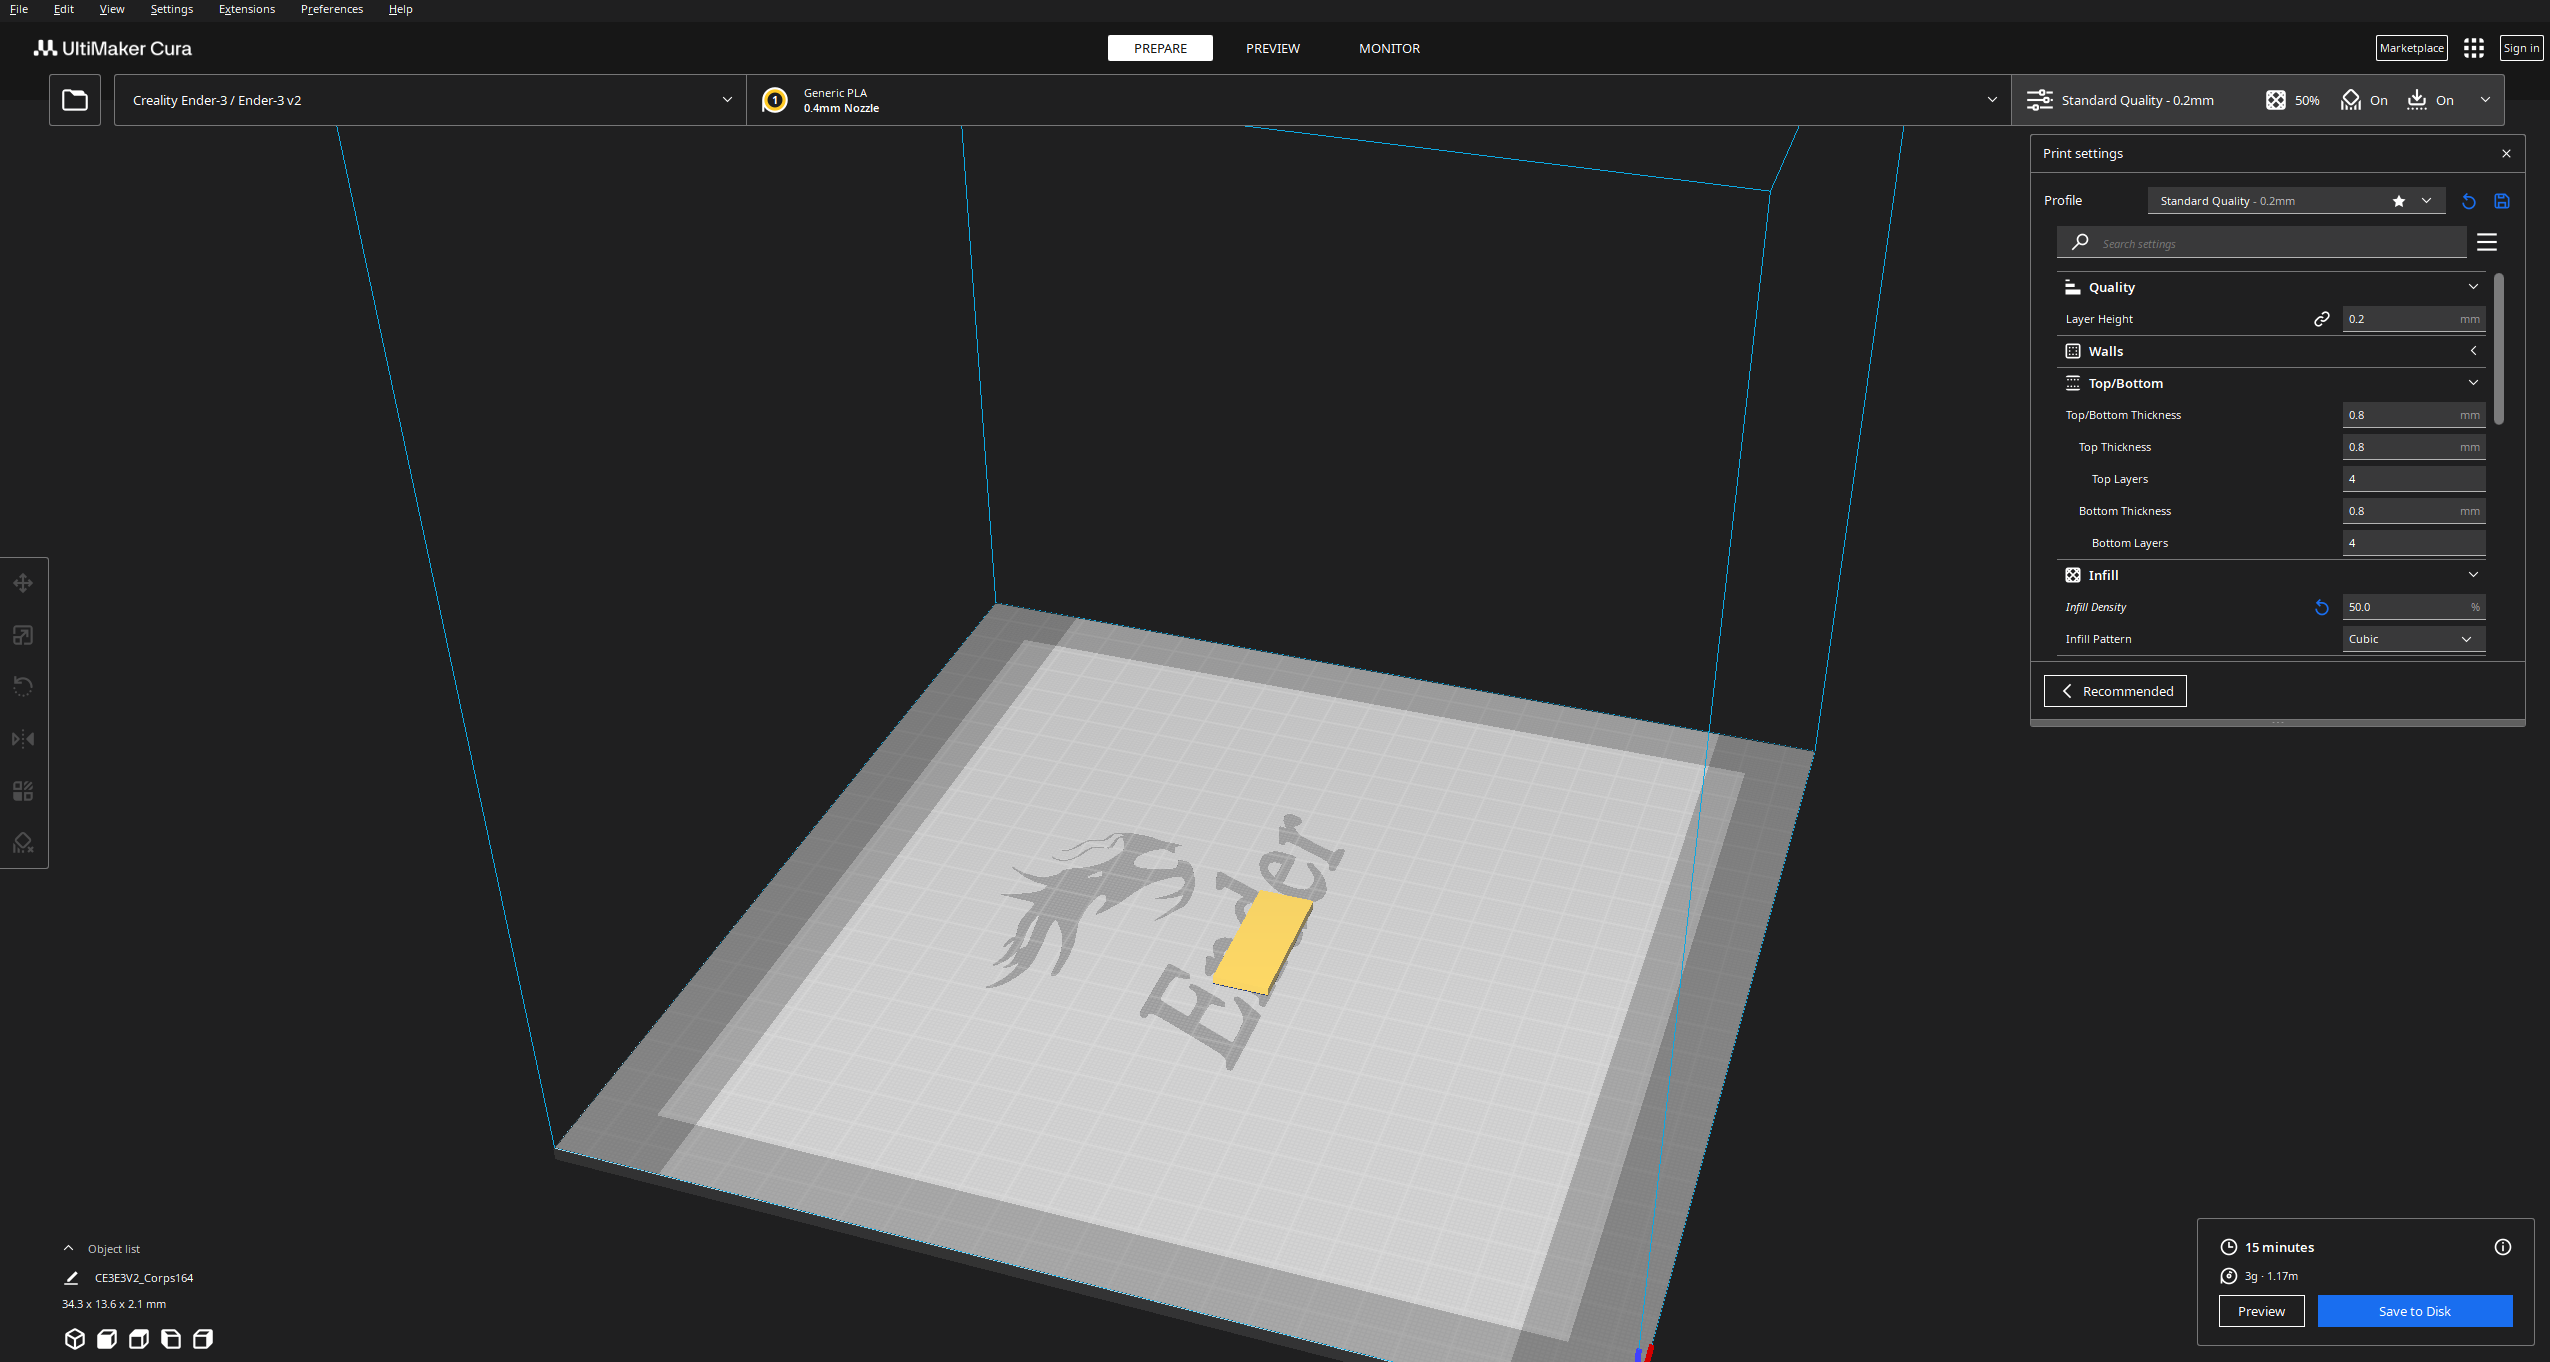 File Edit View Settings Extensions Preferences Help
UltiMaker Cura
PREPARE PREVIEW MONITOR
Marketplace
Sign in
Creality Ender-3 / Ender-3 v2
1
Generic PLA
0.4mm Nozzle
Standard Quality - 0.2mm
50%
On
On
Print settings
Profile
Standard Quality - 0.2mm
Search settings
Quality
Layer Height 0.2 mm
Walls
Top/Bottom
Top/Bottom Thickness 0.8 mm
Top Thickness 0.8 mm
Top Layers 4
Bottom Thickness 0.8 mm
Bottom Layers 4
Infill
Infill Density 50.0 %
Infill Pattern Cubic
Recommended
Object list
CE3E3V2_Corps164
34.3 x 13.6 x 2.1 mm
15 minutes
3g · 1.17m
Preview
Save to Disk